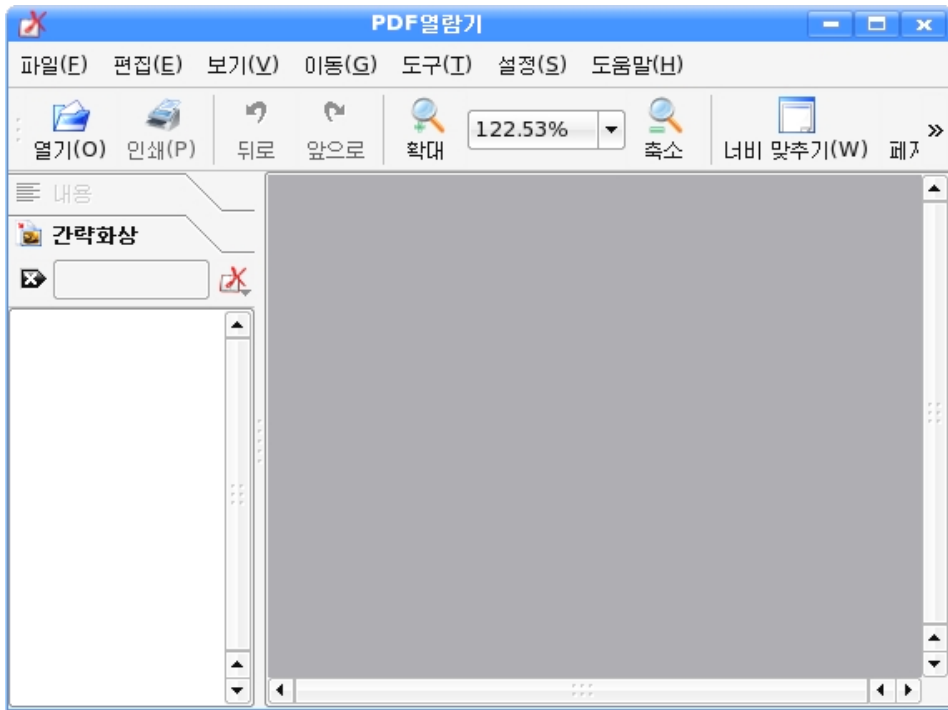 PDF열람기
파일(F) 편집(E) 보기(V) 이동(G) 도구(T) 설정(S) 도움말(H)
열기(O) 인쇄(P) 뒤로 앞으로 확대 122.53% 축소 너비 맞추기(W)
내용
간략화상